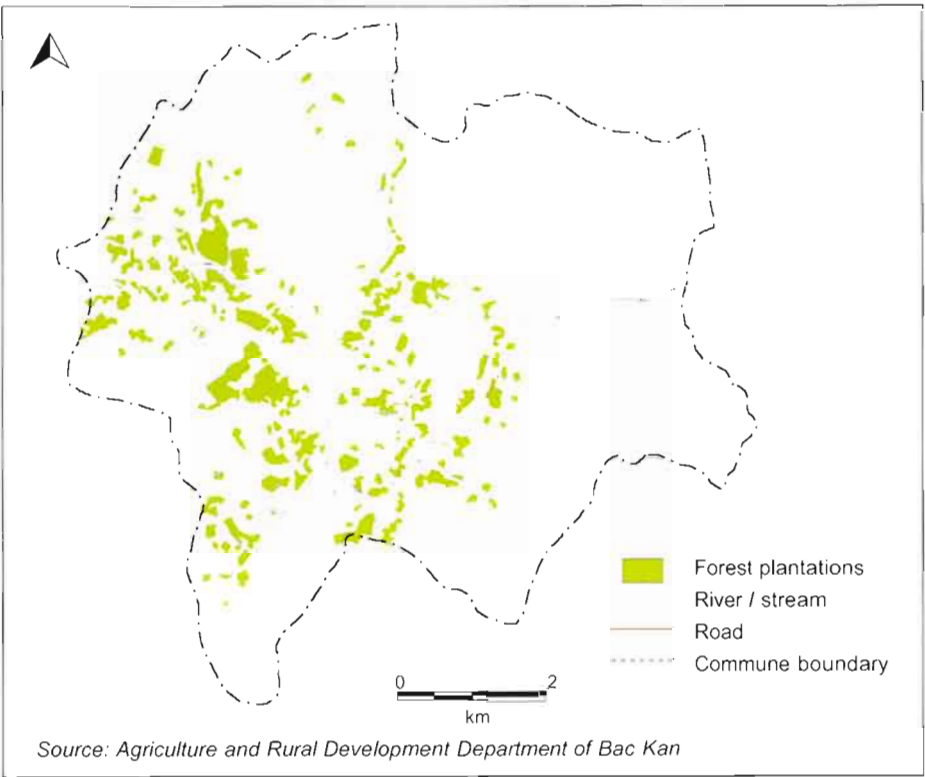 Forest plantations
River / stream
Road
Commune boundary
0 2
km
Source: Agriculture and Rural Development Department of Bac Kan